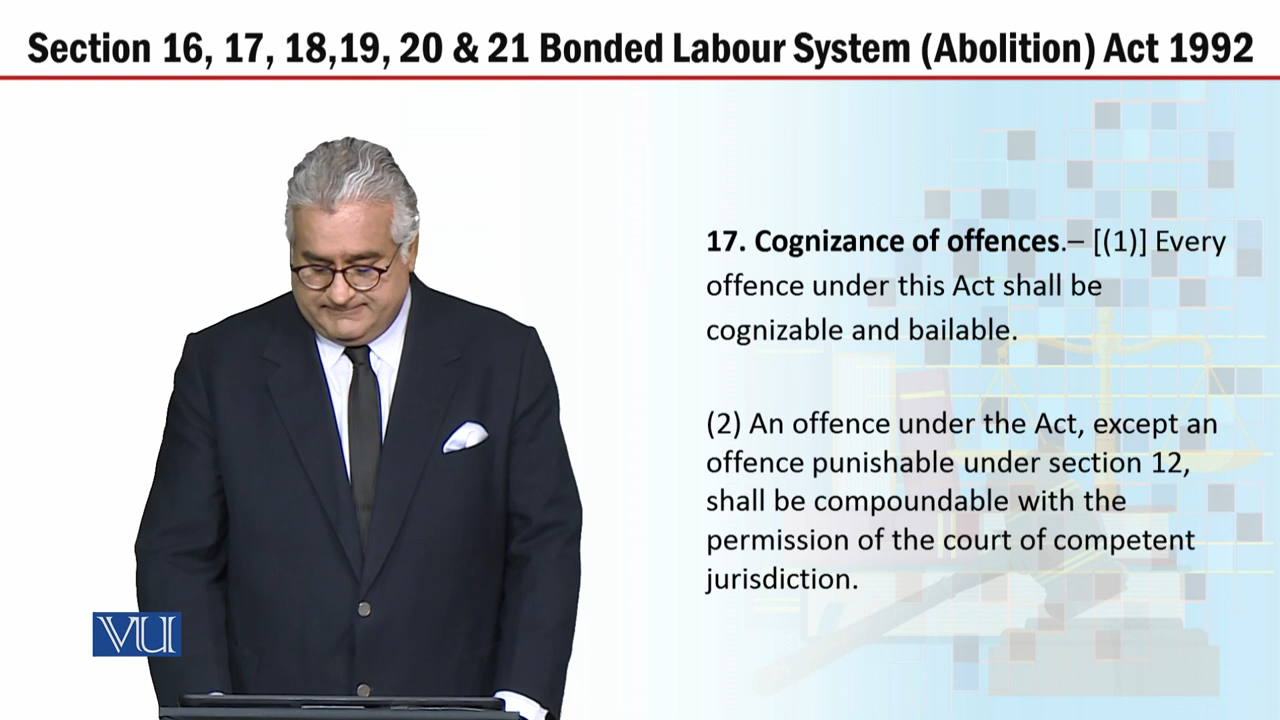 Section 16, 17, 18,19, 20 & 21 Bonded Labour System (Abolition) Act 1992
17. Cognizance of offences.– [(1)] Every
offence under this Act shall be
cognizable and bailable.
(2) An offence under the Act, except an
offence punishable under section 12,
shall be compoundable with the
permission of the court of competent
jurisdiction.
VU